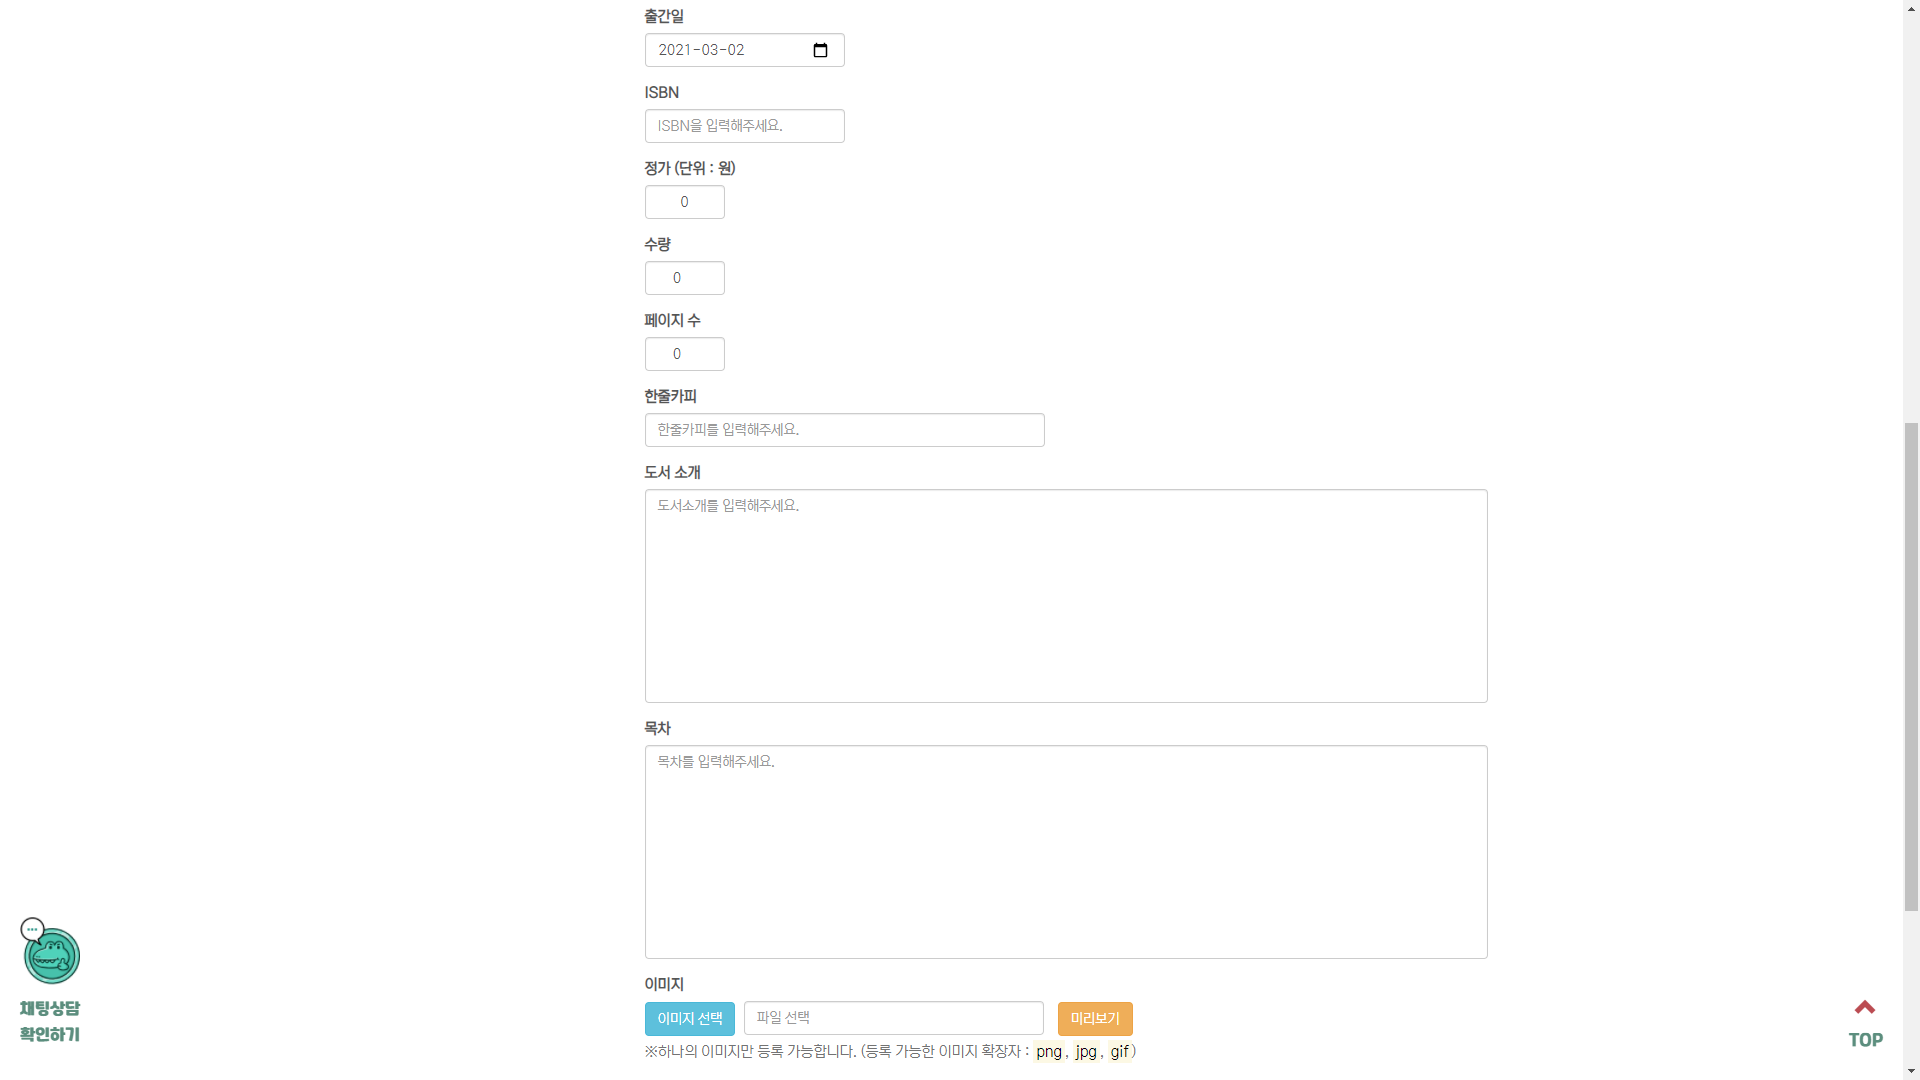 출간일
2021-03-02
ISBN
ISBN을 입력해주세요.
정가 (단위 : 원)
0
수량
0
페이지 수
0
한줄카피
한줄카피를 입력해주세요.
도서 소개
도서소개를 입력해주세요.
목차
목차를 입력해주세요.
이미지
이미지 선택 파일 선택 미리보기
※하나의 이미지만 등록 가능합니다. (등록 가능한 이미지 확장자 : png, jpg, gif)
채팅상담
확인하기
TOP